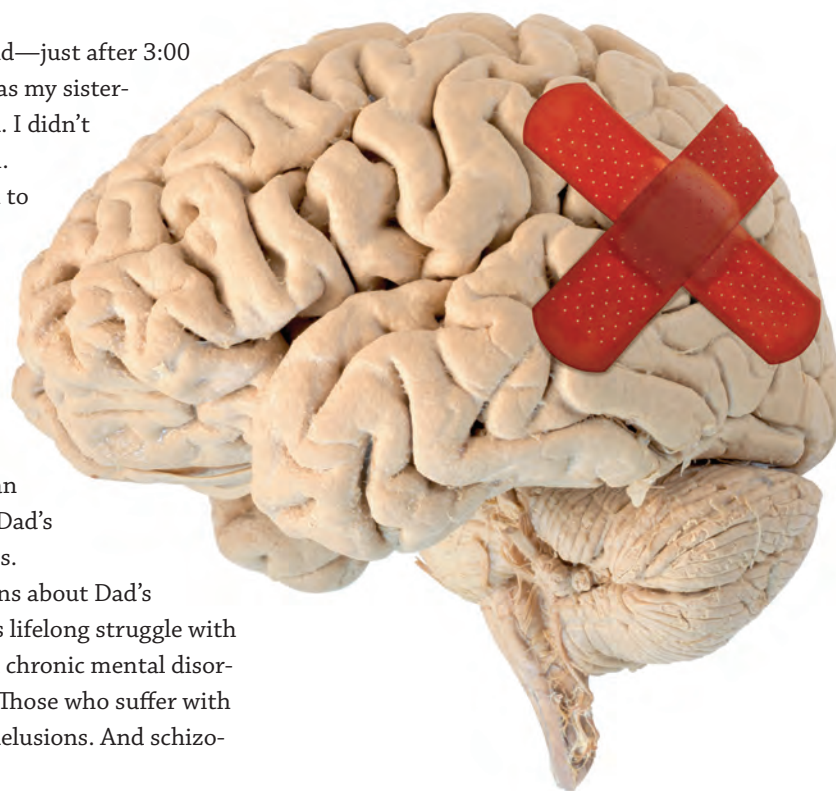 d—just after 3:00
as my sister-
. I didn’t
.
to
an
Dad’s
s.
ns about Dad’s
s lifelong struggle with
chronic mental disor-
Those who suffer with
elusions. And schizo-